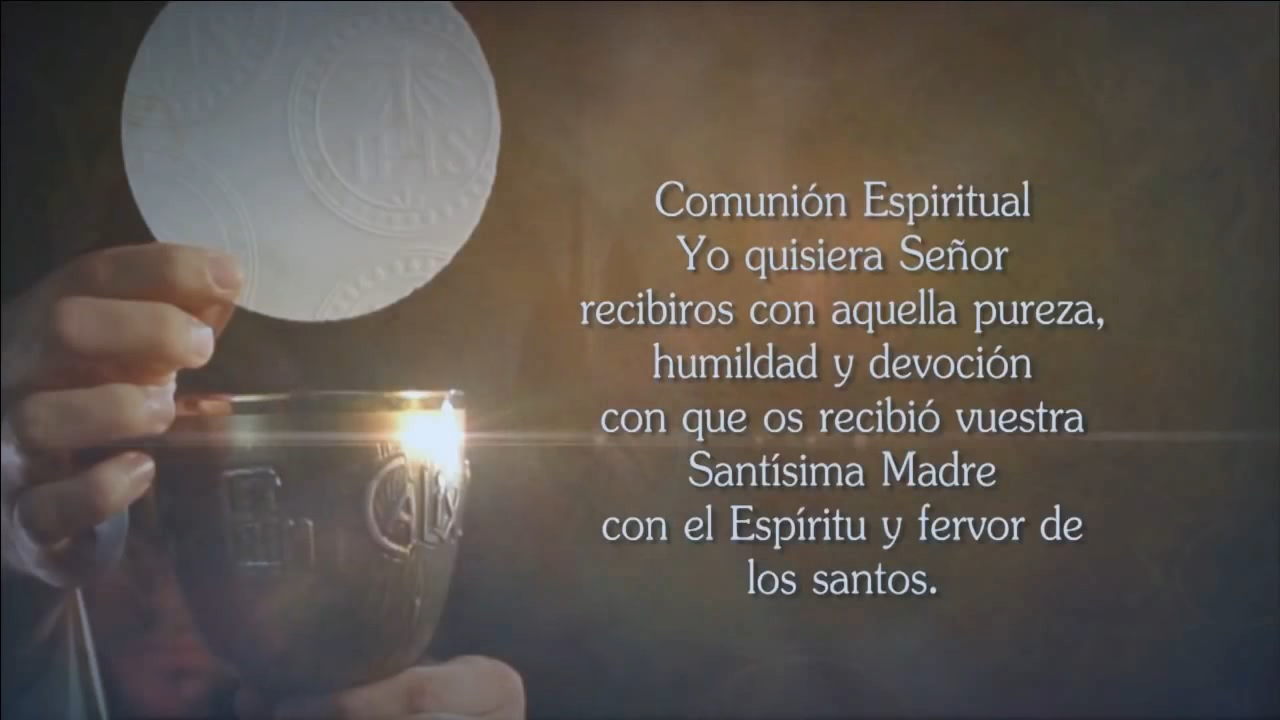 IHS
Comunión Espiritual
Yo quisiera Señor
recibiros con aquella pureza,
humildad y devoción
con que os recibió vuestra
Santísima Madre
con el Espíritu y fervor de
los santos.